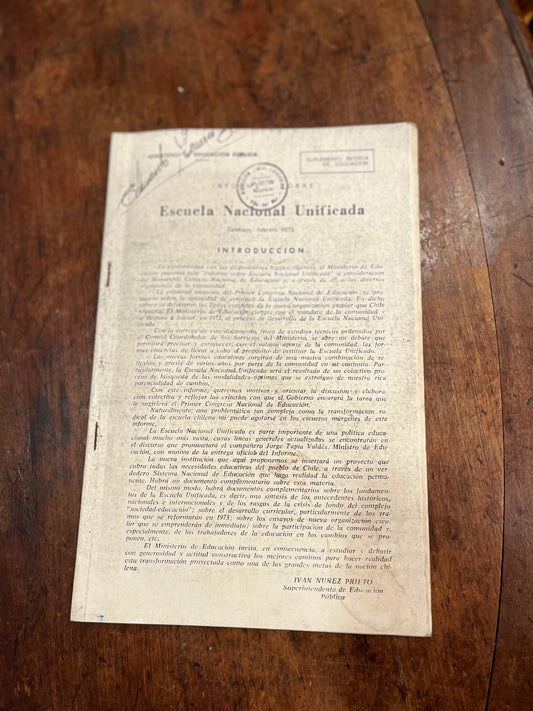 MINISTERIO DE EDUCACION PUBLICA
SUPLEMENTO REVISTA
DE EDUCACION
INFORME SOBRE
Escuela Nacional Unificada
Santiago, febrero 1973
INTRODUCCION
En conformidad con las disposiciones legales vigentes, el Ministerio de Edu-
cación presenta este "Informe sobre Escuela Nacional Unificada" a consideración
del Honorable Consejo Nacional de Educación y a través de él, a los diversos
organismos de la comunidad.
La voluntad unánime del Primer Congreso Nacional de Educación, se pro-
nunció sobre la necesidad de construir la Escuela Nacional Unificada. En dicho
torneo se definieron las líneas centrales de la nueva organización escolar que Chile
requería. El Ministerio de Educación cumple con el mandato de la comunidad y
dispone a iniciar, en 1973, el proceso de desarrollo de la Escuela Nacional Uni-
ficada.
Con la entrega de este documento, fruto de estudios técnicos ordenados por
el Comité Coordinador de los Servicios del Ministerio, se abre un debate que
permitirá precisar y enriquecer, con el valioso aporte de la comunidad, las for-
mas concretas de llevar a cabo el propósito de instituir la Escuela Unificada.
Las nuevas formas educativas surgirán de una nueva combinación de re-
flexión y praxis de varios años por parte de la comunidad en su conjunto. Par-
ticularmente, la Escuela Nacional Unificada será el resultado de un colectivo pro-
ceso de búsqueda de las modalidades óptimas que se extraigan de nuestra rica
potencialidad de cambio.
Con este informe, queremos motivar y orientar la discusión y elabora-
ción colectiva y reflejar los criterios con que el Gobierno encarará la tarea que
le sugiriera el Primer Congreso Nacional de Educación.
Naturalmente, una problemática tan compleja como la transformación ra-
dical de la escuela chilena no puede agotarse en los escuetos márgenes de este
informe.
La Escuela Nacional Unificada es parte importante de una política educa-
cional mucho más vasta, cuyas líneas generales actualizadas se encontrarán en
el discurso que pronunciará el compañero Jorge Tapia Valdés, Ministro de Edu-
cación, con motivo de la entrega oficial del Informe.
La nueva institución que aquí proponemos se insertará en un proyecto que
cubra todas las necesidades educativas del pueblo de Chile, a través de un ver-
dadero Sistema Nacional de Educación que haga realidad la educación perma-
nente. Habrá un documento complementario sobre esta materia.
Del mismo modo, habrá documentos complementarios sobre los fundamen-
tos de la Escuela Unificada, es decir, una síntesis de los antecedentes históricos,
nacionales e internacionales y de los rasgos de la crisis de fondo del complejo
"sociedad-educación"; sobre el desarrollo curricular, particularmente de los tra-
mos que se reformarán en 1973; sobre los ensayos de nueva organización esco-
lar que se emprenderán de inmediato; sobre la participación de la comunidad y,
especialmente, de los trabajadores de la educación en los cambios que se pro-
ponen, etc.
El Ministerio de Educación invita, en consecuencia, a estudiar y debatir
con generosidad y actitud constructiva los mejores caminos para hacer realidad
esta transformación proyectada como una de las grandes metas de la nación chi-
lena.
IVAN NUÑEZ PRIETO
Superintendente de Educación
Pública